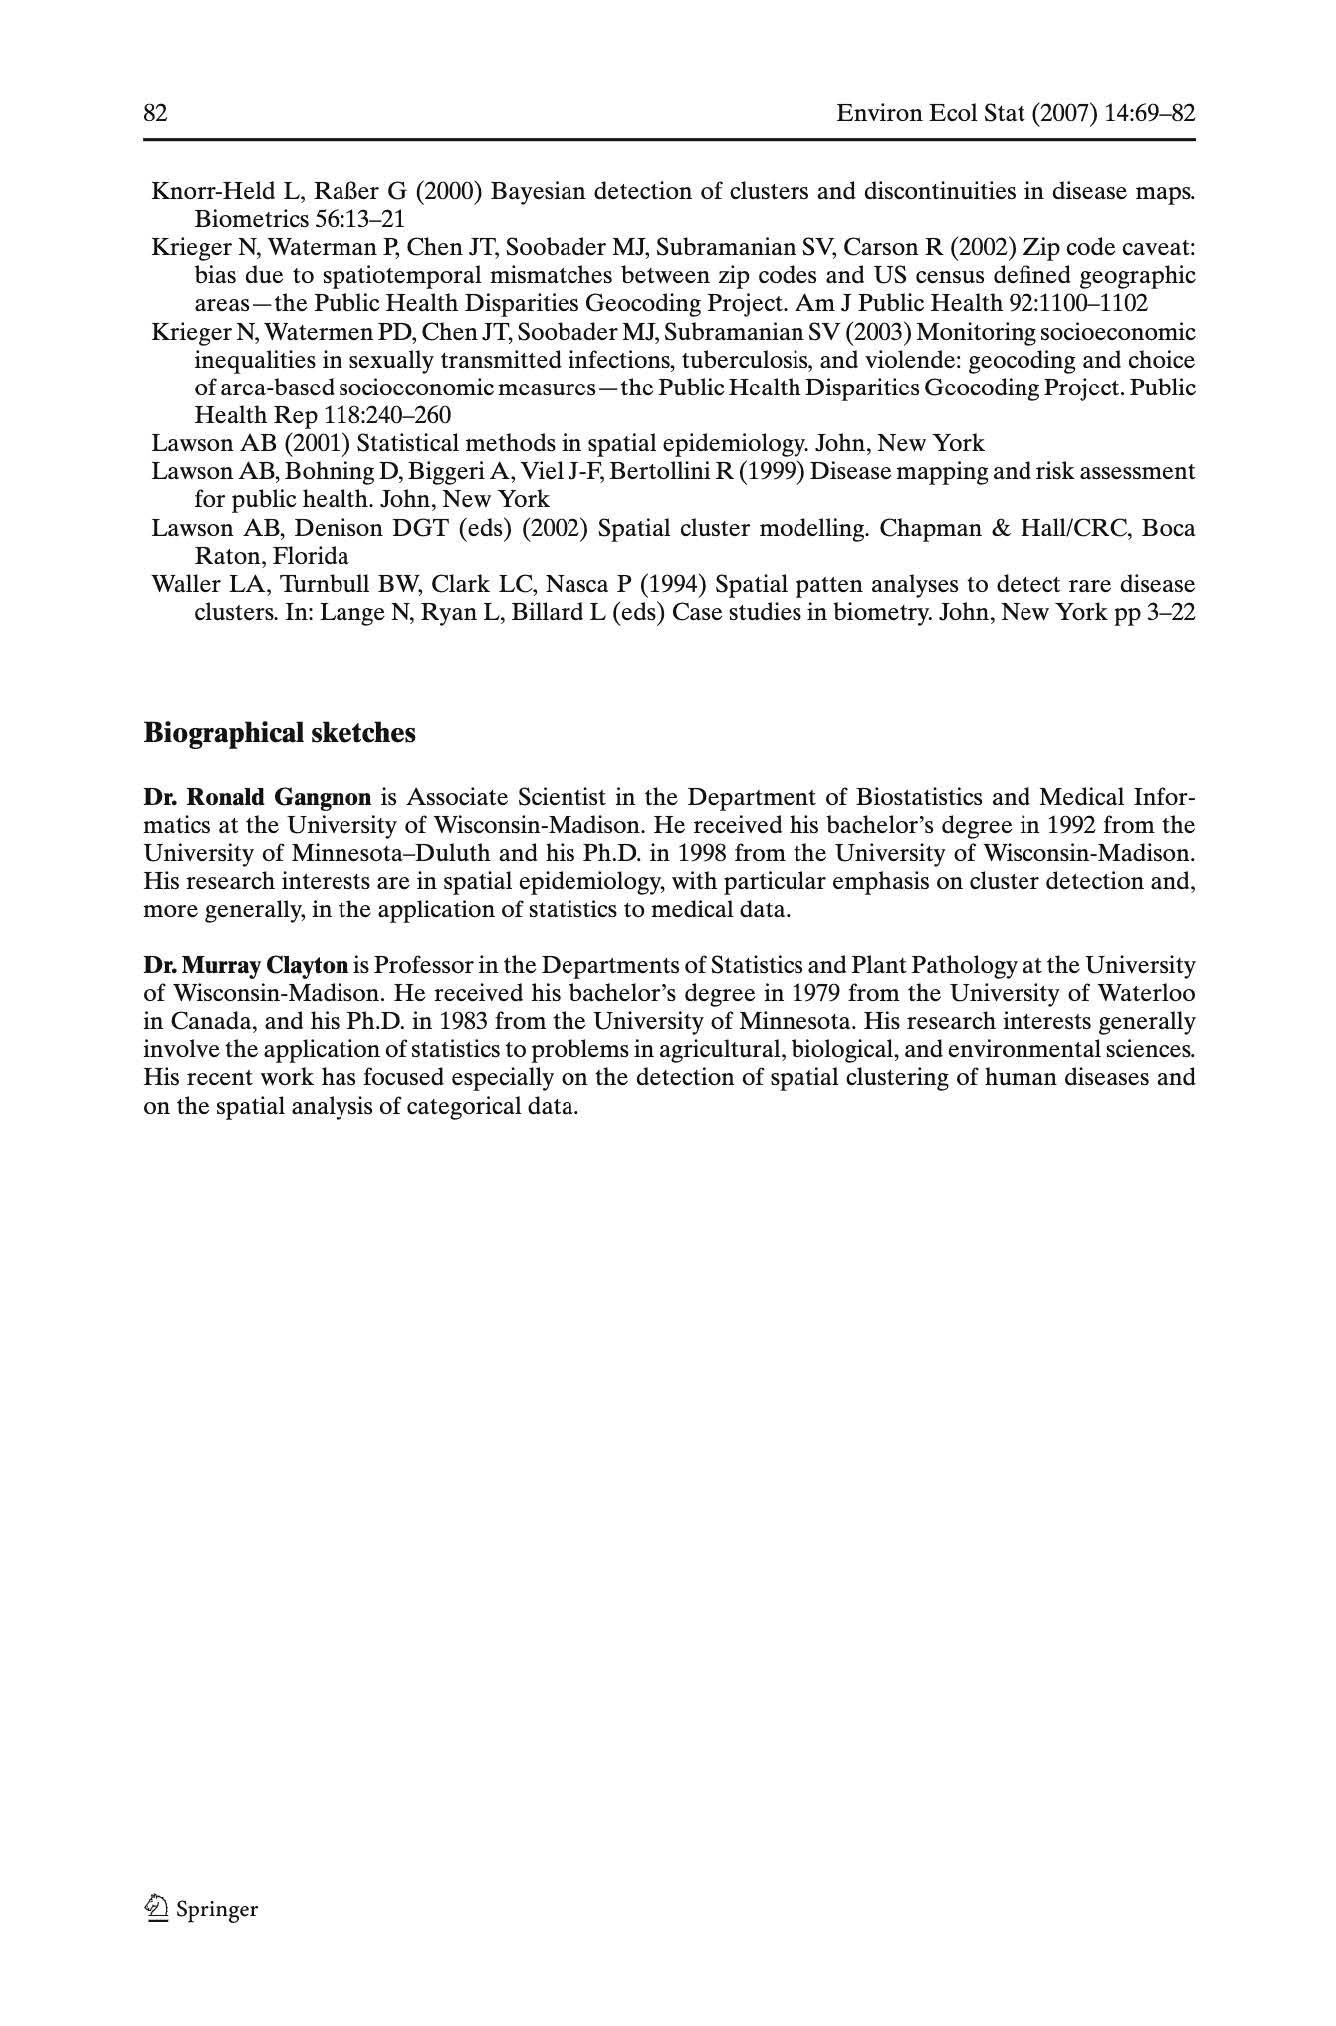 82
Environ Ecol Stat (2007) 14:69–82
Knorr-Held L, Raßer G (2000) Bayesian detection of clusters and discontinuities in disease maps.
Biometrics 56:13–21
Krieger N, Waterman P, Chen JT, Soobader MJ, Subramanian SV, Carson R (2002) Zip code caveat:
bias due to spatiotemporal mismatches between zip codes and US census defined geographic
areas—the Public Health Disparities Geocoding Project. Am J Public Health 92:1100–1102
Krieger N, Watermen PD, Chen JT, Soobader MJ, Subramanian SV (2003) Monitoring socioeconomic
inequalities in sexually transmitted infections, tuberculosis, and violende: geocoding and choice
of area-based socioeconomic measures—the Public Health Disparities Geocoding Project. Public
Health Rep 118:240–260
Lawson AB (2001) Statistical methods in spatial epidemiology. John, New York
Lawson AB, Bohning D, Biggeri A, Viel J-F, Bertollini R (1999) Disease mapping and risk assessment
for public health. John, New York
Lawson AB, Denison DGT (eds) (2002) Spatial cluster modelling. Chapman & Hall/CRC, Boca
Raton, Florida
Waller LA, Turnbull BW, Clark LC, Nasca P (1994) Spatial patten analyses to detect rare disease
clusters. In: Lange N, Ryan L, Billard L (eds) Case studies in biometry. John, New York pp 3–22
Biographical sketches
Dr. Ronald Gangnon is Associate Scientist in the Department of Biostatistics and Medical Infor-
matics at the University of Wisconsin-Madison. He received his bachelor's degree in 1992 from the
University of Minnesota–Duluth and his Ph.D. in 1998 from the University of Wisconsin-Madison.
His research interests are in spatial epidemiology, with particular emphasis on cluster detection and,
more generally, in the application of statistics to medical data.
Dr. Murray Clayton is Professor in the Departments of Statistics and Plant Pathology at the University
of Wisconsin-Madison. He received his bachelor's degree in 1979 from the University of Waterloo
in Canada, and his Ph.D. in 1983 from the University of Minnesota. His research interests generally
involve the application of statistics to problems in agricultural, biological, and environmental sciences.
His recent work has focused especially on the detection of spatial clustering of human diseases and
on the spatial analysis of categorical data.
Springer